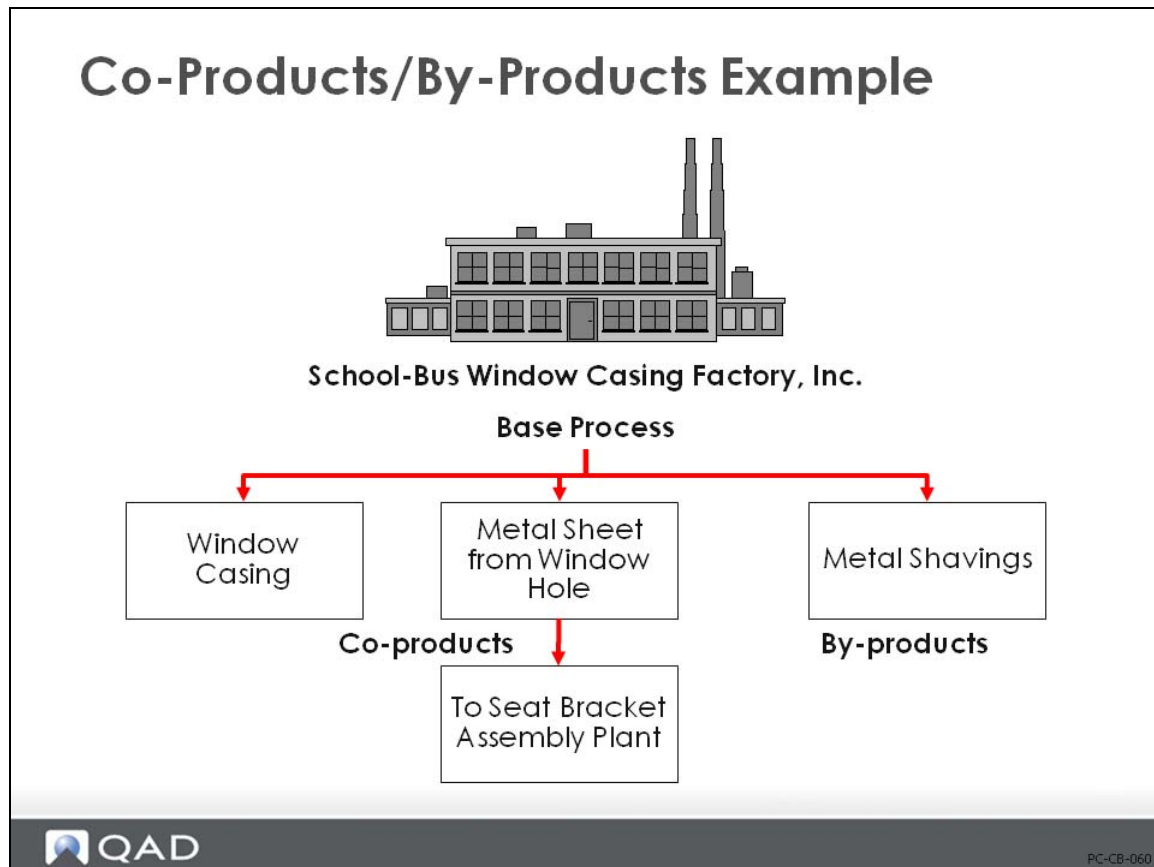 Co-Products/By-Products Example
School-Bus Window Casing Factory, Inc.
Base Process
Window
Casing
Metal Sheet
from Window
Hole
Metal Shavings
Co-products
By-products
To Seat Bracket
Assembly Plant
QAD
PC-CB-060